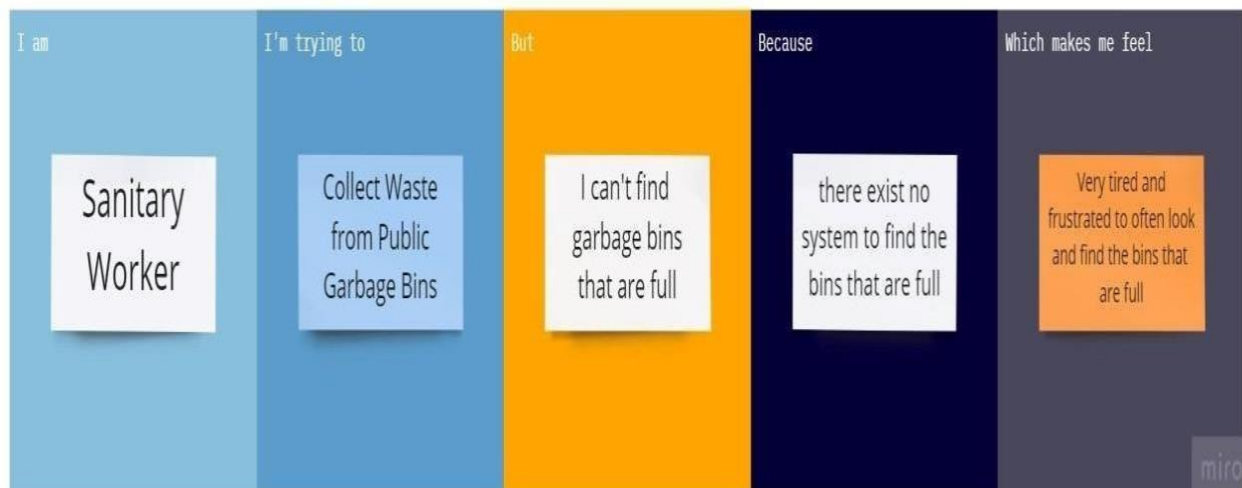 I am
Sanitary
Worker
I'm trying to
Collect Waste
from Public
Garbage Bins
But
I can't find
garbage bins
that are full
Because
there exist no
system to find the
bins that are full
Which makes me feel
Very tired and
frustrated to often look
and find the bins that
are full
miro